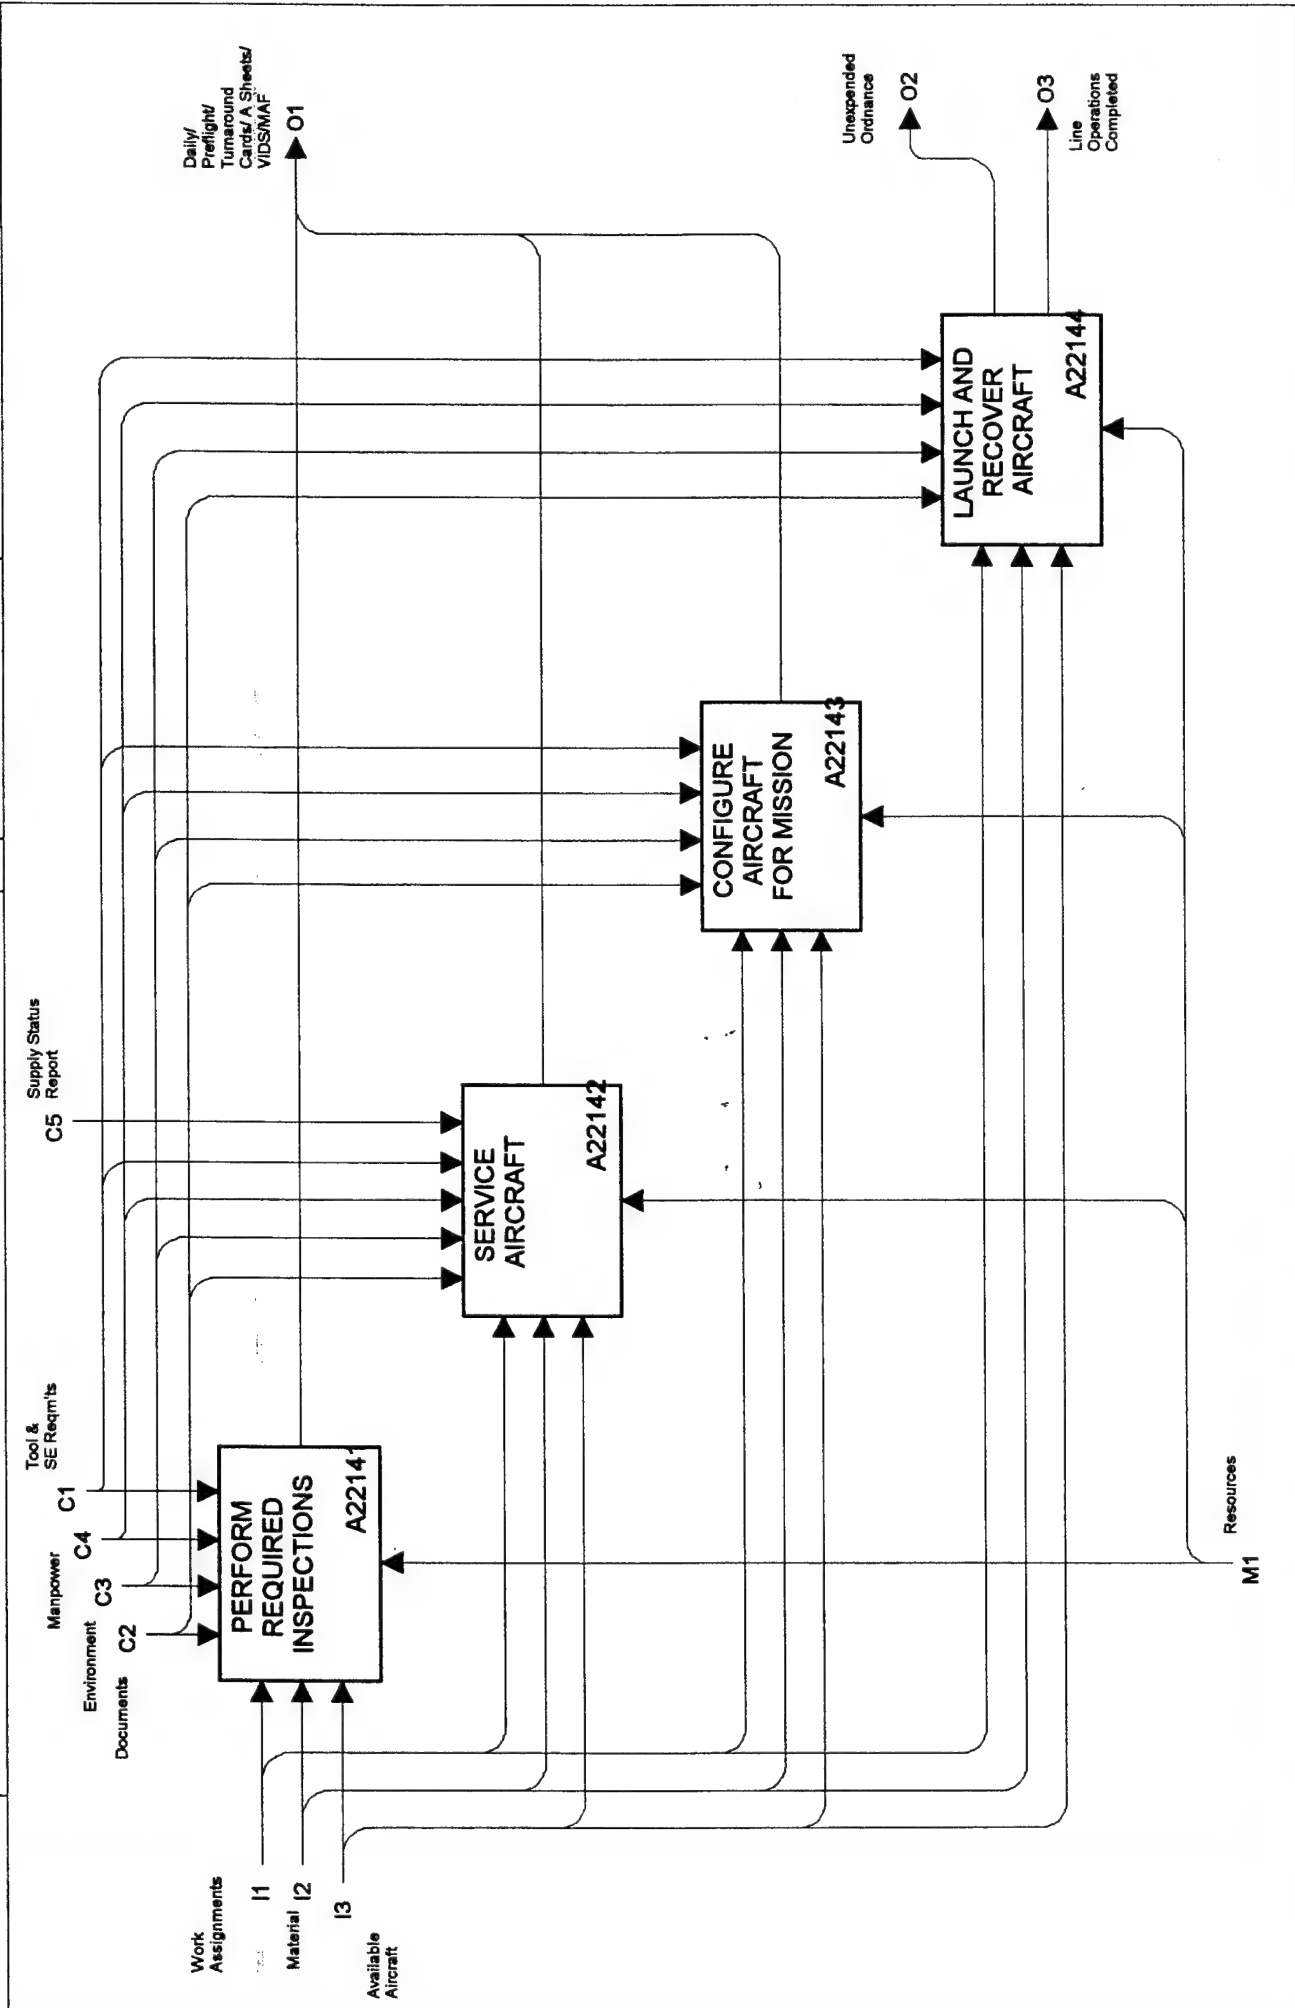 Tool &
SE Reqm'ts
C1
C4
Manpower
C3
Environment
C2
Documents
Supply Status
Report
C5
Work
Assignments
I1
Material
I2
I3
Available
Aircraft
PERFORM
REQUIRED
INSPECTIONS
A22141
SERVICE
AIRCRAFT
A22142
CONFIGURE
AIRCRAFT
FOR MISSION
A22143
LAUNCH AND
RECOVER
AIRCRAFT
A22144
Daily/
Preflight/
Turnaround
Cards/ A Sheets/
VIDS/MAF
O1
Unexpended
Ordnance
O2
O3
Line
Operations
Completed
M1
Resources